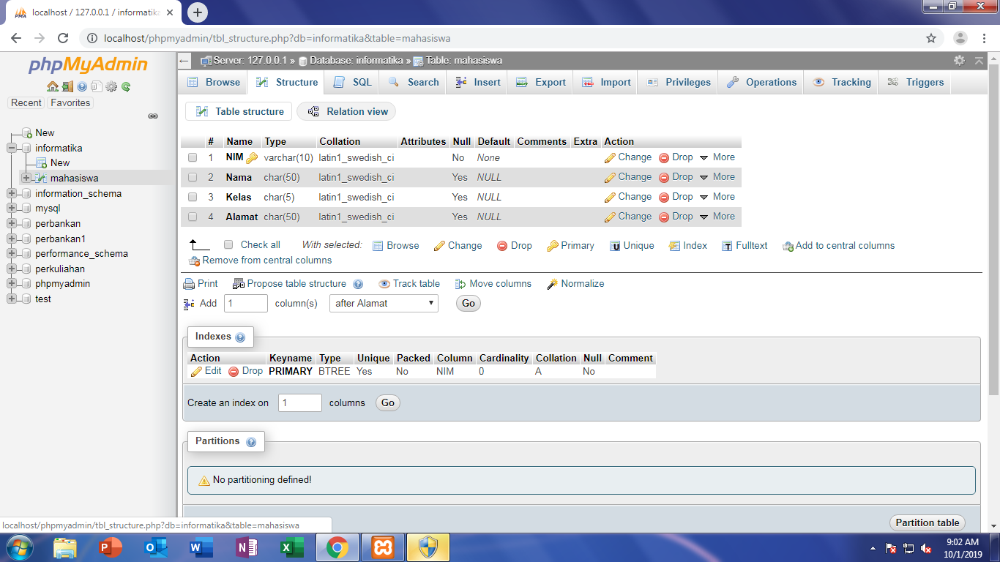 localhost / 127.0.0.1 / informatika
localhost/phpmyadmin/tbl_structure.php?db=informatika&table=mahasiswa
phpMyAdmin
Recent Favorites
New
informatika
New
mahasiswa
information_schema
mysql
perbankan
perbankan1
performance_schema
perkuliahan
phpmyadmin
test
Server: 127.0.0.1 » Database: informatika » Table: mahasiswa
Browse Structure SQL Search Insert Export Import Privileges Operations Tracking Triggers
Table structure Relation view
# Name Type Collation Attributes Null Default Comments Extra Action
1 NIM varchar(10) latin1_swedish_ci No None Change Drop More
2 Nama char(50) latin1_swedish_ci Yes NULL Change Drop More
3 Kelas char(5) latin1_swedish_ci Yes NULL Change Drop More
4 Alamat char(50) latin1_swedish_ci Yes NULL Change Drop More
Check all With selected: Browse Change Drop Primary Unique Index Fulltext Add to central columns
Remove from central columns
Print Propose table structure Track table Move columns Normalize
Add 1 column(s) after Alamat Go
Indexes
Action Keyname Type Unique Packed Column Cardinality Collation Null Comment
Edit Drop PRIMARY BTREE Yes No NIM 0 A No
Create an index on 1 columns Go
Partitions
No partitioning defined!
Partition table
localhost/phpmyadmin/tbl_structure.php?db=informatika&table=mahasiswa
9:02 AM
10/1/2019